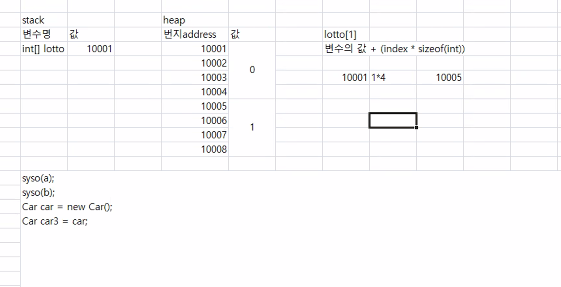 stack heap
변수명 값 번지address 값 lotto[1]
int[] lotto 10001 10001 변수의 값 + (index * sizeof(int))
10002
0
10003 10001 1*4 10005
10004
10005
10006
1
10007
10008
syso(a);
syso(b);
Car car = new Car();
Car car3 = car;